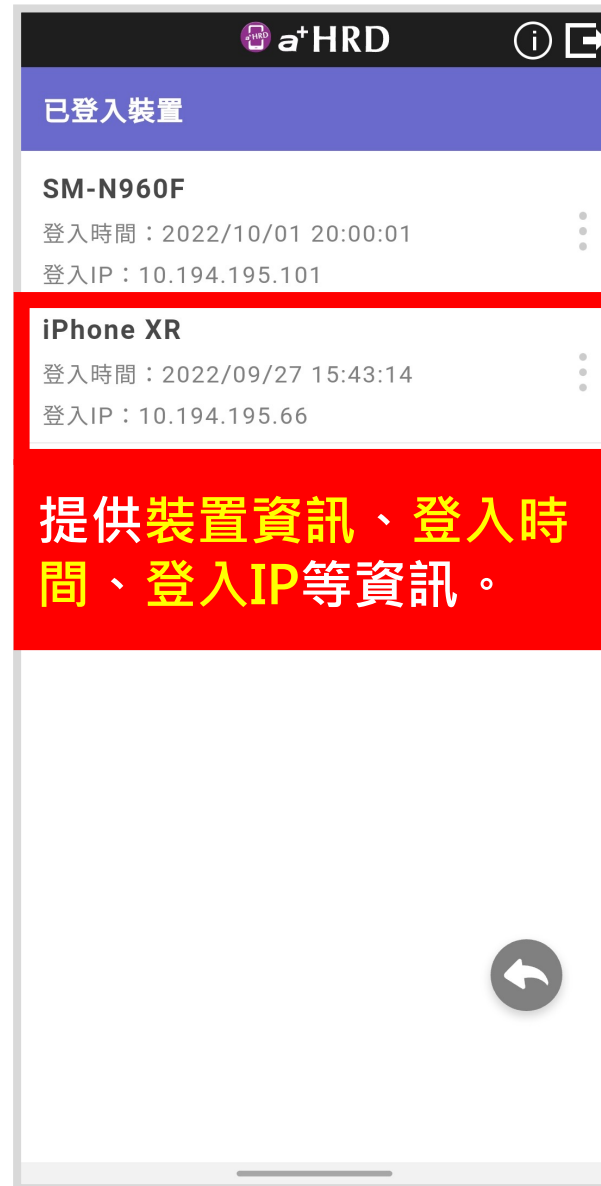 a⁺HRD
已登入裝置
SM-N960F
登入時間：2022/10/01 20:00:01
登入IP：10.194.195.101
iPhone XR
登入時間：2022/09/27 15:43:14
登入IP：10.194.195.66
提供裝置資訊、登入時
間、登入IP等資訊。